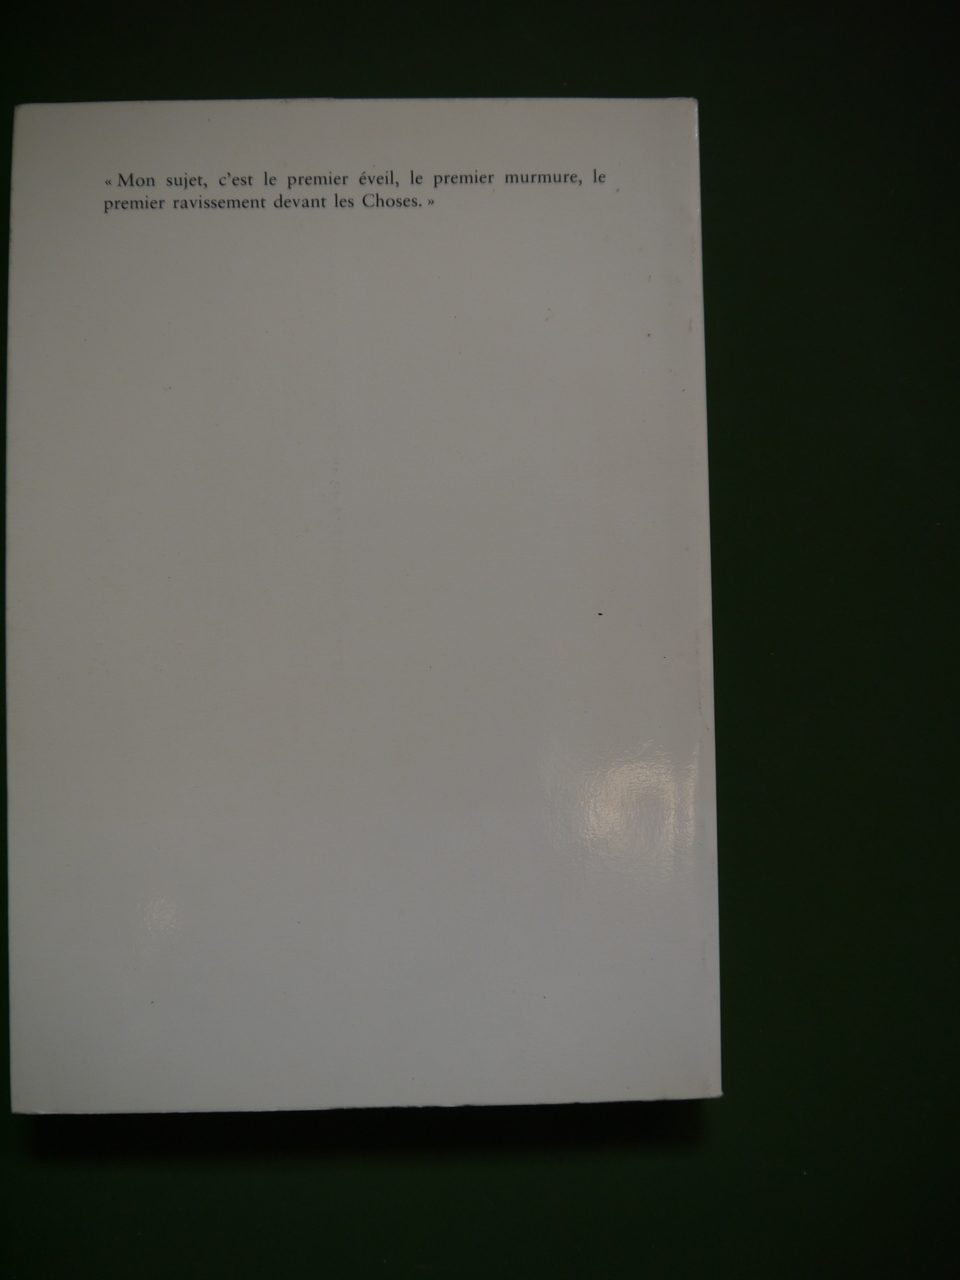 « Mon sujet, c’est le premier éveil, le premier murmure, le
premier ravissement devant les Choses. »